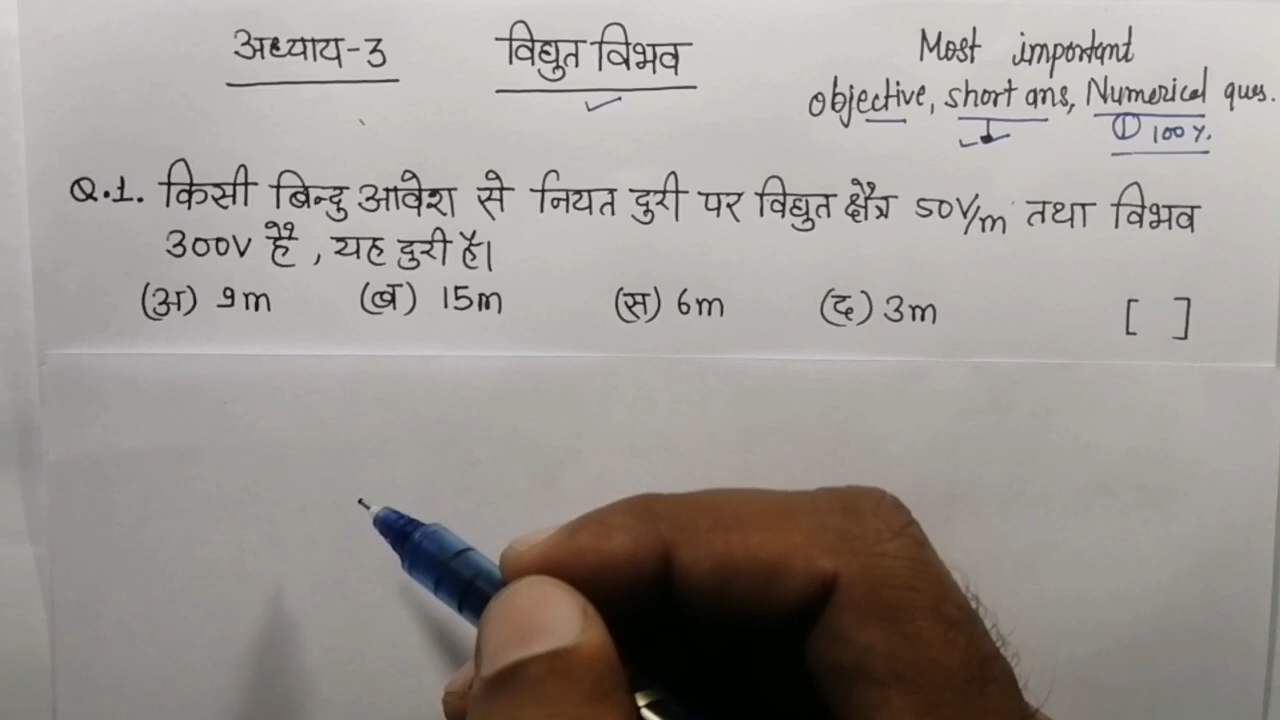 अध्याय-3
विद्युत विभव
Most important
objective, short ans, Numerical ques.
① 100%.
Q.1. किसी बिन्दु आवेश से नियत दुरी पर विद्युत क्षैत्र 50V/m तथा विभव
300V है, यह दुरी है।
(अ) 9m (ब) 15m (स) 6m (द) 3m [ ]